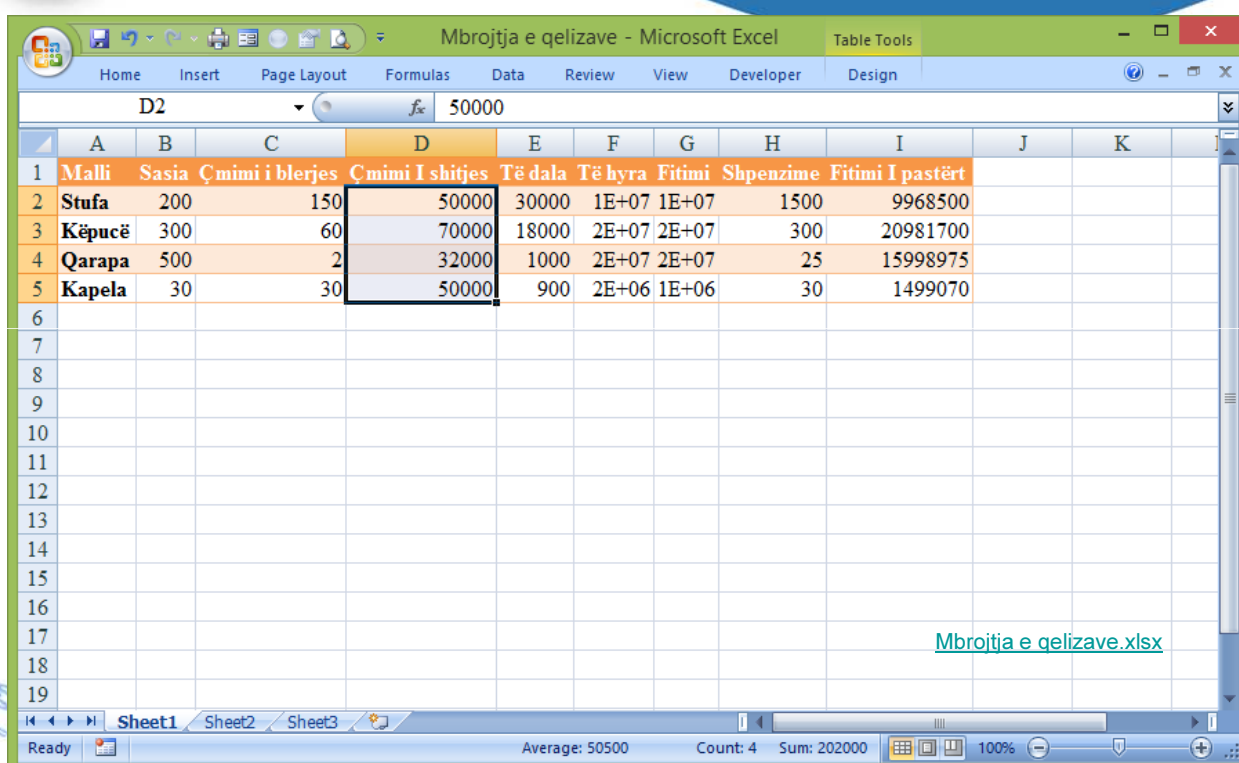 Mbrojtja e qelizave - Microsoft Excel Table Tools
Home Insert Page Layout Formulas Data Review View Developer Design
D2 fx 50000
A B C D E F G H I J K
1 Malli Sasia Çmimi i blerjes Çmimi I shitjes Të dala Të hyra Fitimi Shpenzime Fitimi I pastërt
2 Stufa 200 150 50000 30000 1E+07 1E+07 1500 9968500
3 Këpucë 300 60 70000 18000 2E+07 2E+07 300 20981700
4 Qarapa 500 2 32000 1000 2E+07 2E+07 25 15998975
5 Kapela 30 30 50000 900 2E+06 1E+06 30 1499070
6
7
8
9
10
11
12
13
14
15
16
17 Mbrojtja e qelizave.xlsx
18
19
Sheet1 Sheet2 Sheet3
Ready Average: 50500 Count: 4 Sum: 202000 100%